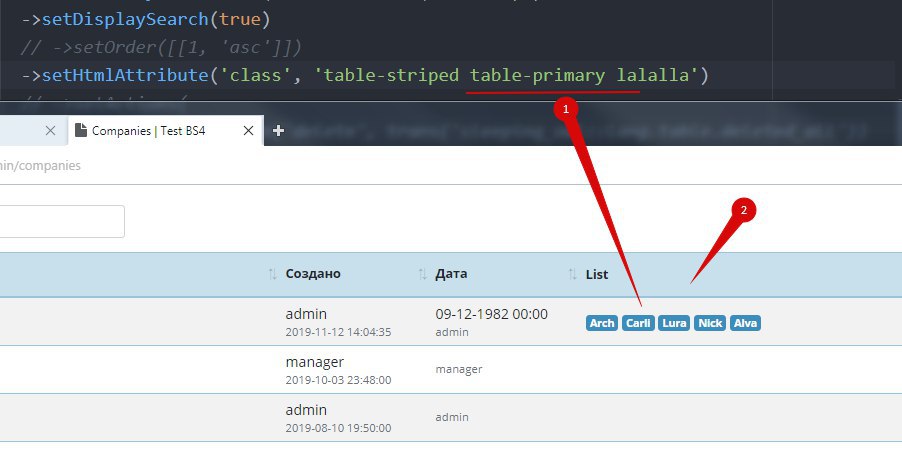 ->setDisplaySearch(true)
// ->setOrder([[1, 'asc']])
->setHtmlAttribute('class', 'table-striped table-primary lalalla')
1
Companies | Test BS4
min/companies
2
Создано Дата List
admin 09-12-1982 00:00 Arch Carli Lura Nick Alva
2019-11-12 14:04:35 admin
manager
2019-10-03 23:48:00 manager
admin
2019-08-10 19:50:00 admin